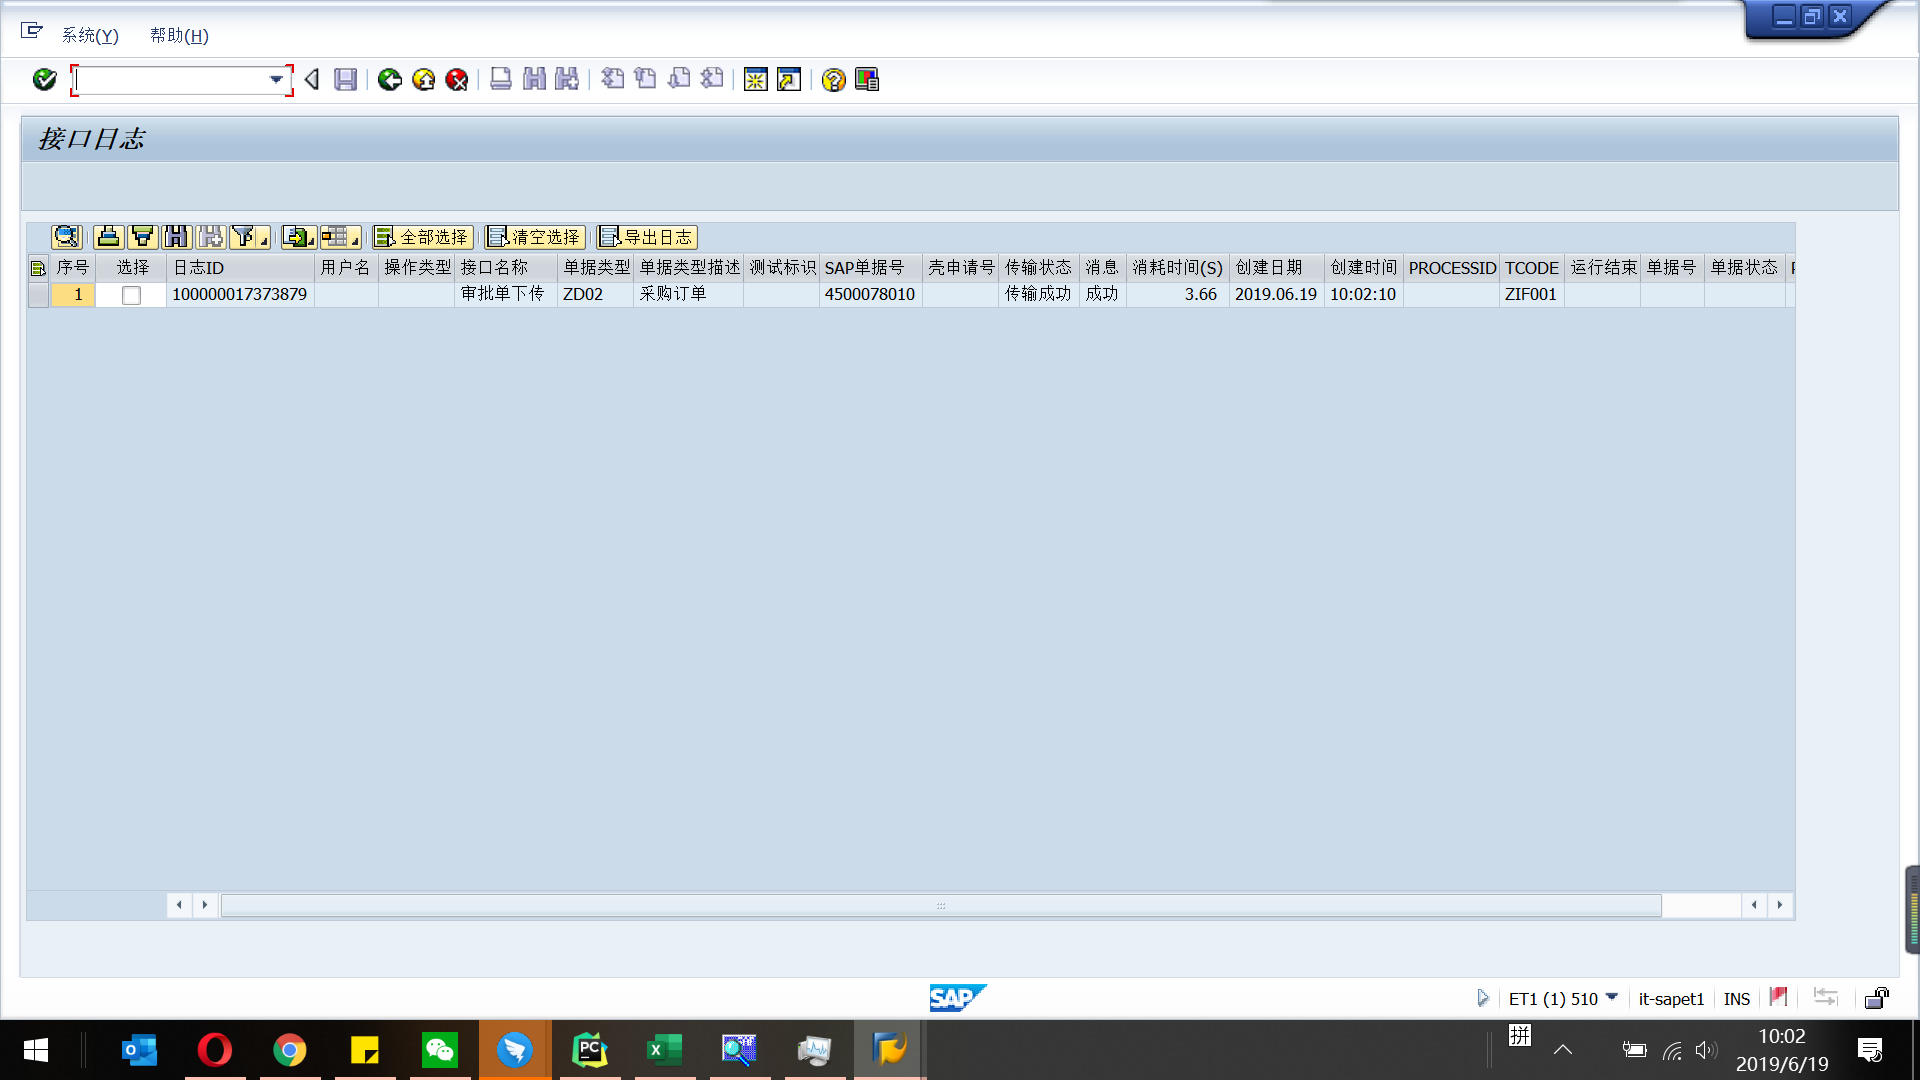 系统(Y) 帮助(H)
接口日志
全部选择 清空选择 导出日志
序号 选择 日志ID 用户名 操作类型 接口名称 单据类型 单据类型描述 测试标识 SAP单据号 壳申请号 传输状态 消息 消耗时间(S) 创建日期 创建时间 PROCESSID TCODE 运行结束 单据号 单据状态
1 100000017373879 审批单下传 ZD02 采购订单 4500078010 传输成功 成功 3.66 2019.06.19 10:02:10 ZIF001
SAP ET1 (1) 510 it-sapet1 INS
拼 10:02
2019/6/19